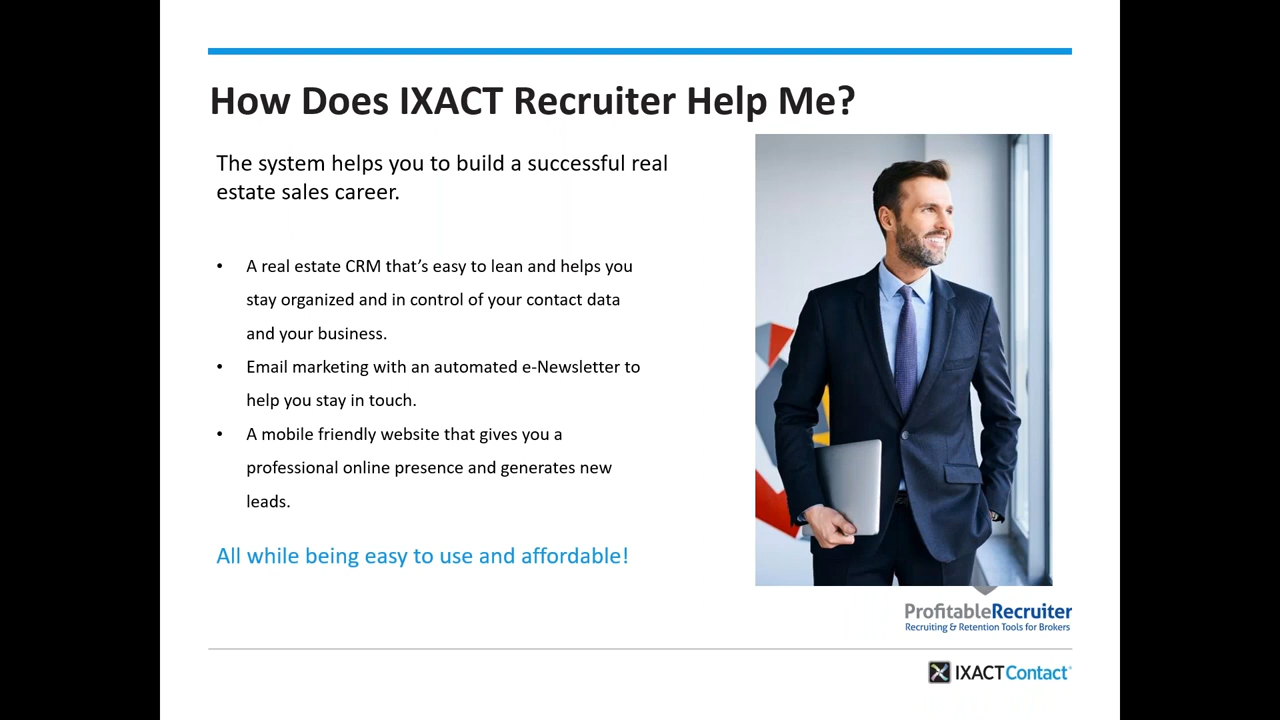 How Does IXACT Recruiter Help Me?
The system helps you to build a successful real
estate sales career.
• A real estate CRM that’s easy to lean and helps you
stay organized and in control of your contact data
and your business.
• Email marketing with an automated e-Newsletter to
help you stay in touch.
• A mobile friendly website that gives you a
professional online presence and generates new
leads.
All while being easy to use and affordable!
ProfitableRecruiter
Recruiting & Retention Tools for Brokers
IXACTContact®